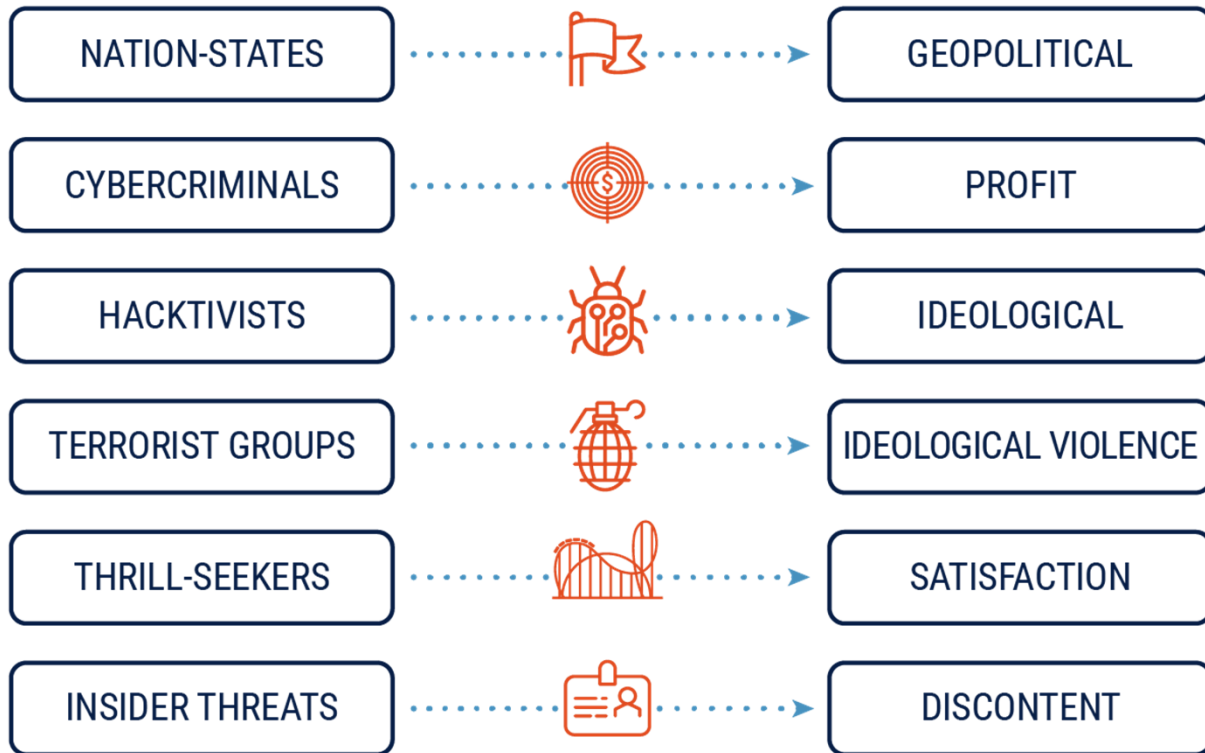 NATION-STATES
GEOPOLITICAL
CYBERCRIMINALS
$
PROFIT
HACKTIVISTS
IDEOLOGICAL
TERRORIST GROUPS
IDEOLOGICAL VIOLENCE
THRILL-SEEKERS
SATISFACTION
INSIDER THREATS
DISCONTENT